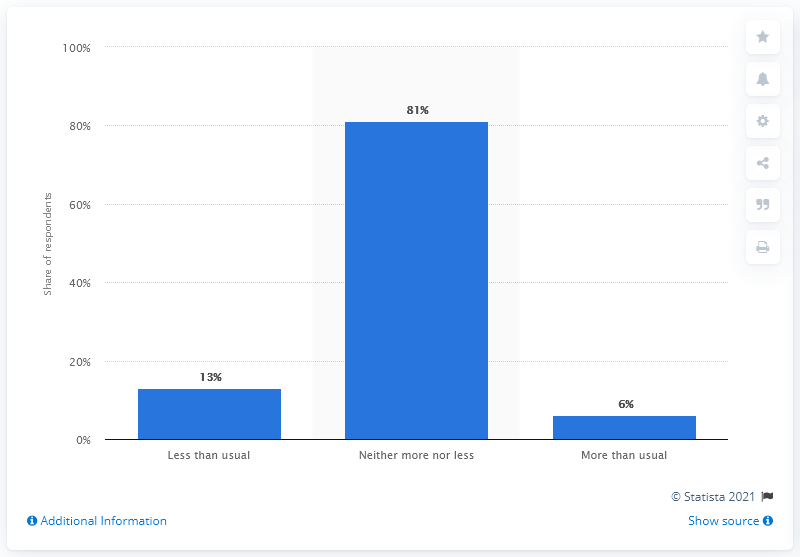 100%
80%
60%
40%
20%
0%
Share of respondents
81%
13%
6%
Less than usual
Neither more nor less
More than usual
© Statista 2021
Additional Information
Show source